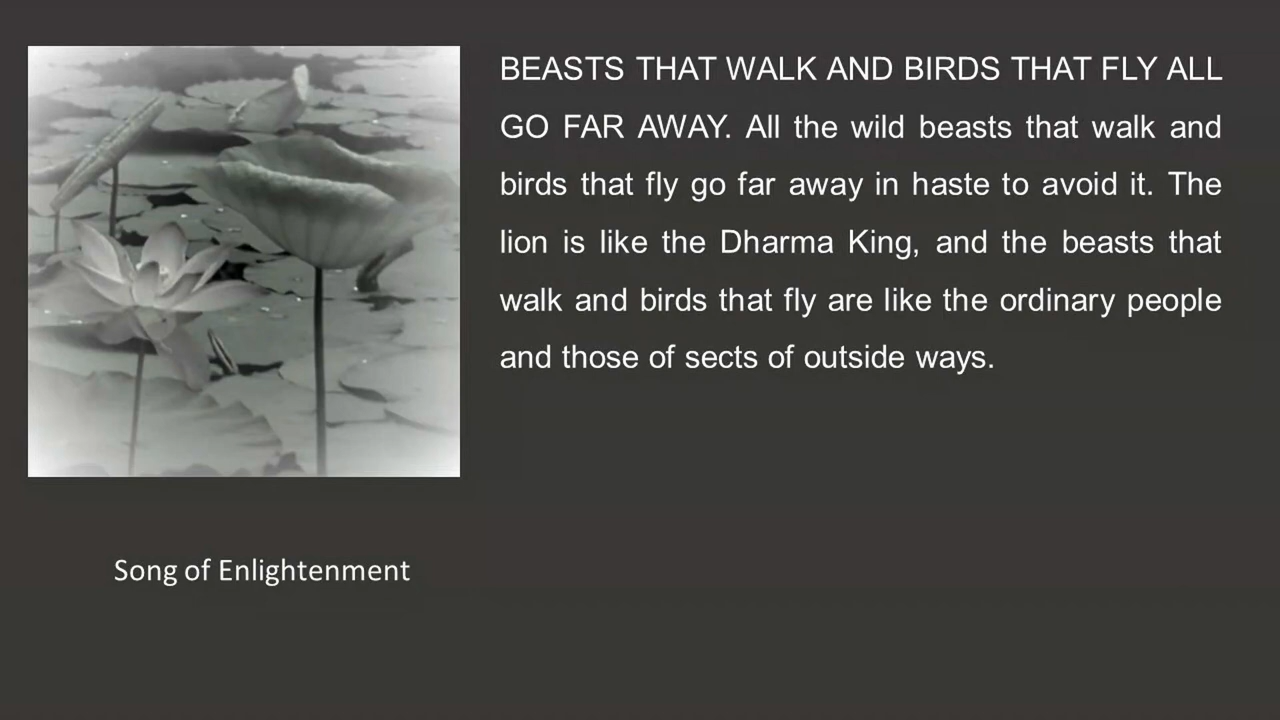 BEASTS THAT WALK AND BIRDS THAT FLY ALL
GO FAR AWAY. All the wild beasts that walk and
birds that fly go far away in haste to avoid it. The
lion is like the Dharma King, and the beasts that
walk and birds that fly are like the ordinary people
and those of sects of outside ways.
Song of Enlightenment